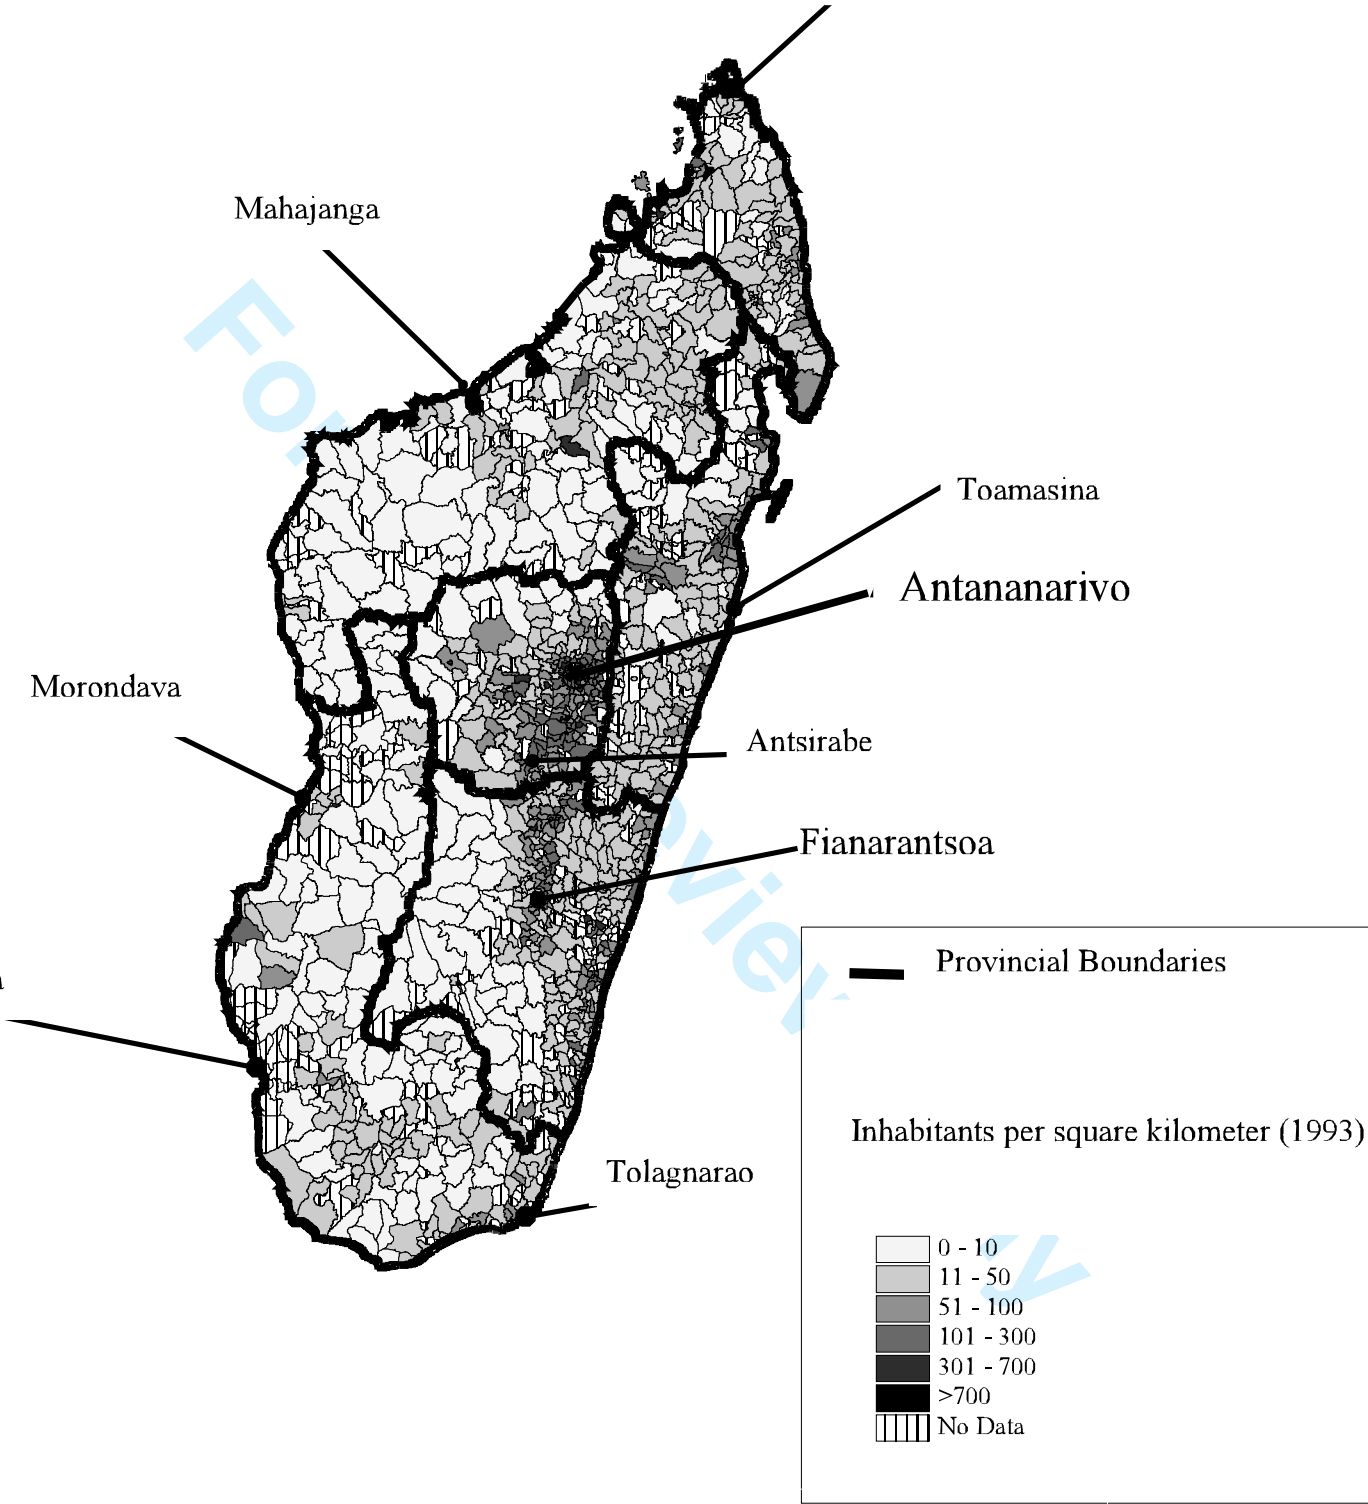 Mahajanga
Toamasina
Antananarivo
Morondava
Antsirabe
Fianarantsoa
Provincial Boundaries
Inhabitants per square kilometer (1993)
Tolagnarao
0 - 10
11 - 50
51 - 100
101 - 300
301 - 700
>700
No Data